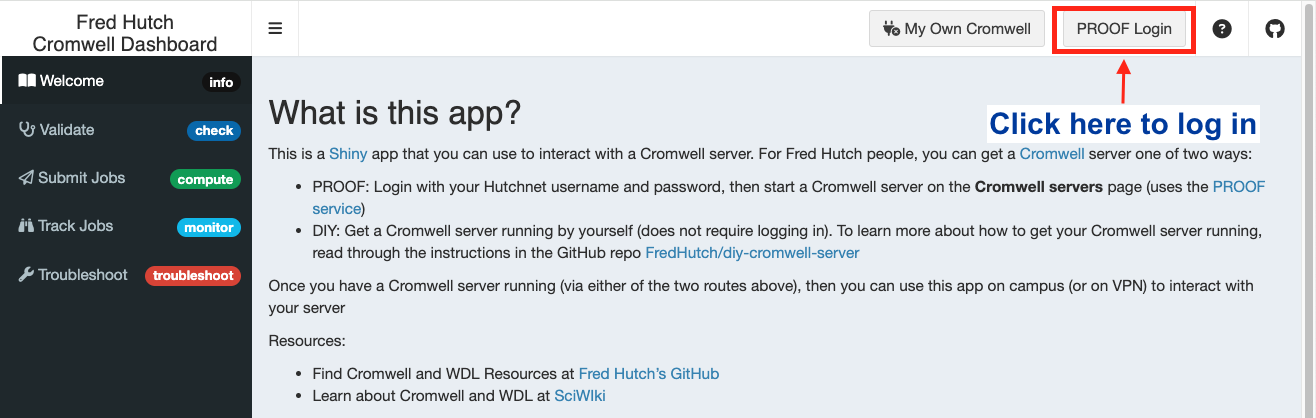 Fred Hutch
Cromwell Dashboard
My Own Cromwell
PROOF Login
Welcome
info
Validate
check
Submit Jobs
compute
Track Jobs
monitor
Troubleshoot
troubleshoot
Click here to log in
What is this app?
This is a Shiny app that you can use to interact with a Cromwell server. For Fred Hutch people, you can get a Cromwell server one of two ways:
• PROOF: Login with your Hutchnet username and password, then start a Cromwell server on the Cromwell servers page (uses the PROOF
service)
• DIY: Get a Cromwell server running by yourself (does not require logging in). To learn more about how to get your Cromwell server running,
read through the instructions in the GitHub repo FredHutch/diy-cromwell-server
Once you have a Cromwell server running (via either of the two routes above), then you can use this app on campus (or on VPN) to interact with
your server
Resources:
• Find Cromwell and WDL Resources at Fred Hutch's GitHub
• Learn about Cromwell and WDL at SciWIki